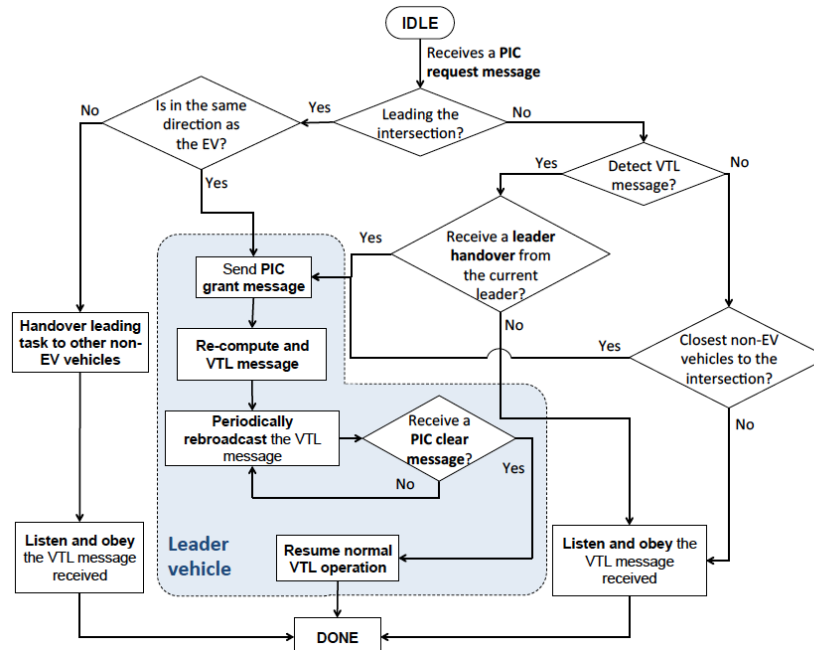 IDLE
Receives a PIC
request message
Is in the same
direction as
the EV?
No
Yes
Yes
Leading
the
intersection?
No
Detect VTL
message?
Yes
No
Receive a leader
handover from
the current
leader?
Yes
No
Send PIC
grant message
Handover leading
task to other non-
EV vehicles
Re-compute and
VTL message
Closest non-EV
vehicles to the
intersection?
Yes
No
Periodically
rebroadcast the VTL
message
Receive a
PIC clear
message?
No
Yes
Listen and obey
the VTL message
received
Leader
vehicle
Resume normal
VTL operation
Listen and obey the
VTL message
received
DONE